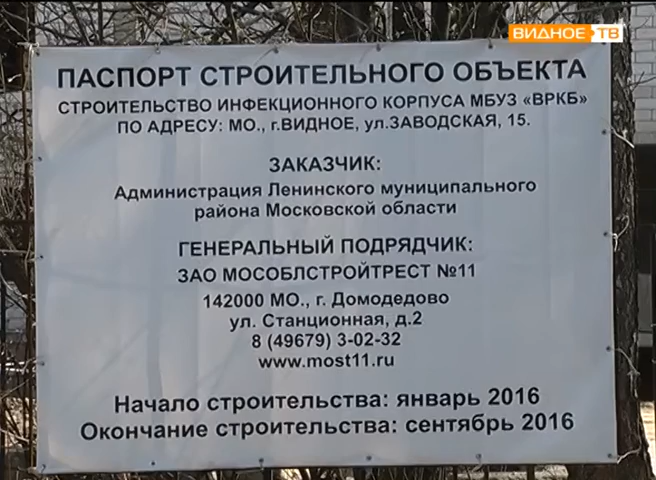 ВИДНОЕ ТВ
ПАСПОРТ СТРОИТЕЛЬНОГО ОБЪЕКТА
СТРОИТЕЛЬСТВО ИНФЕКЦИОННОГО КОРПУСА МБУЗ «ВРКБ»
ПО АДРЕСУ: МО., г.ВИДНОЕ, ул.ЗАВОДСКАЯ, 15.
ЗАКАЗЧИК:
Администрация Ленинского муниципального
района Московской области
ГЕНЕРАЛЬНЫЙ ПОДРЯДЧИК:
ЗАО МОСОБЛСТРОЙТРЕСТ №11
142000 МО., г. Домодедово
ул. Станционная, д.2
8 (49679) 3-02-32
www.most11.ru
Начало строительства: январь 2016
Окончание строительства: сентябрь 2016